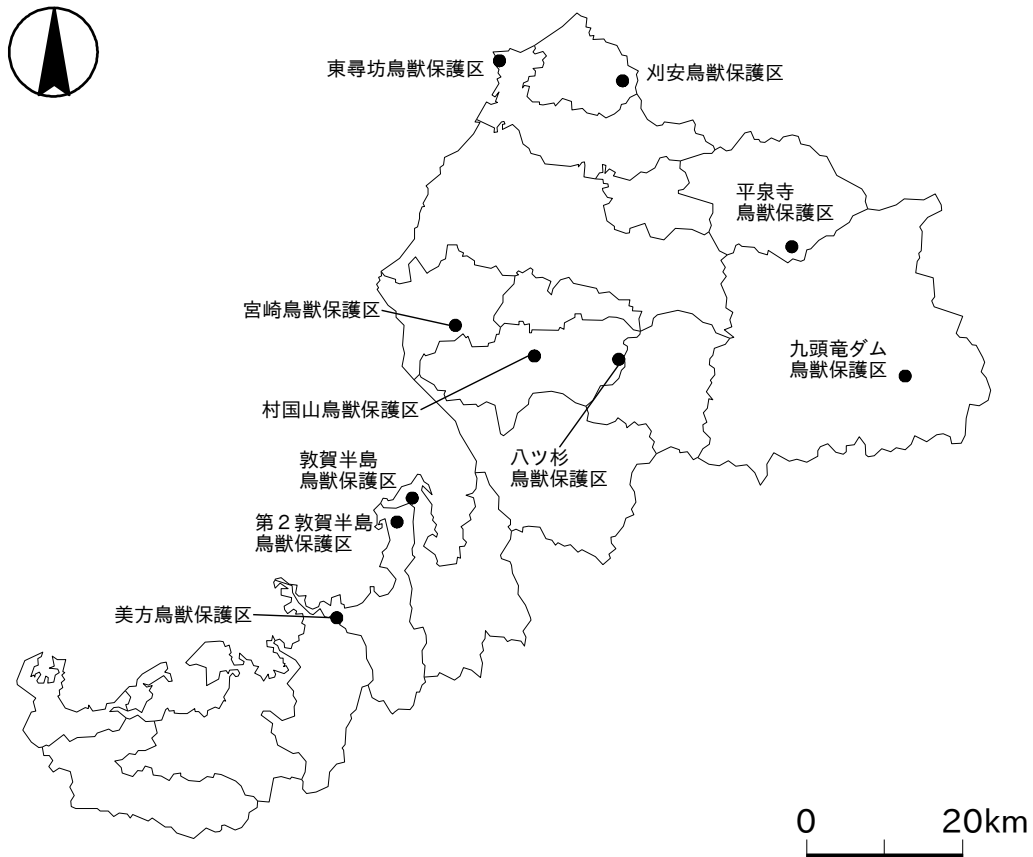 東尋坊鳥獣保護区
刈安鳥獣保護区
平泉寺
鳥獣保護区
宮崎鳥獣保護区
九頭竜ダム
鳥獣保護区
村国山鳥獣保護区
八ツ杉
鳥獣保護区
敦賀半島
鳥獣保護区
第２敦賀半島
鳥獣保護区
美方鳥獣保護区
0 20km